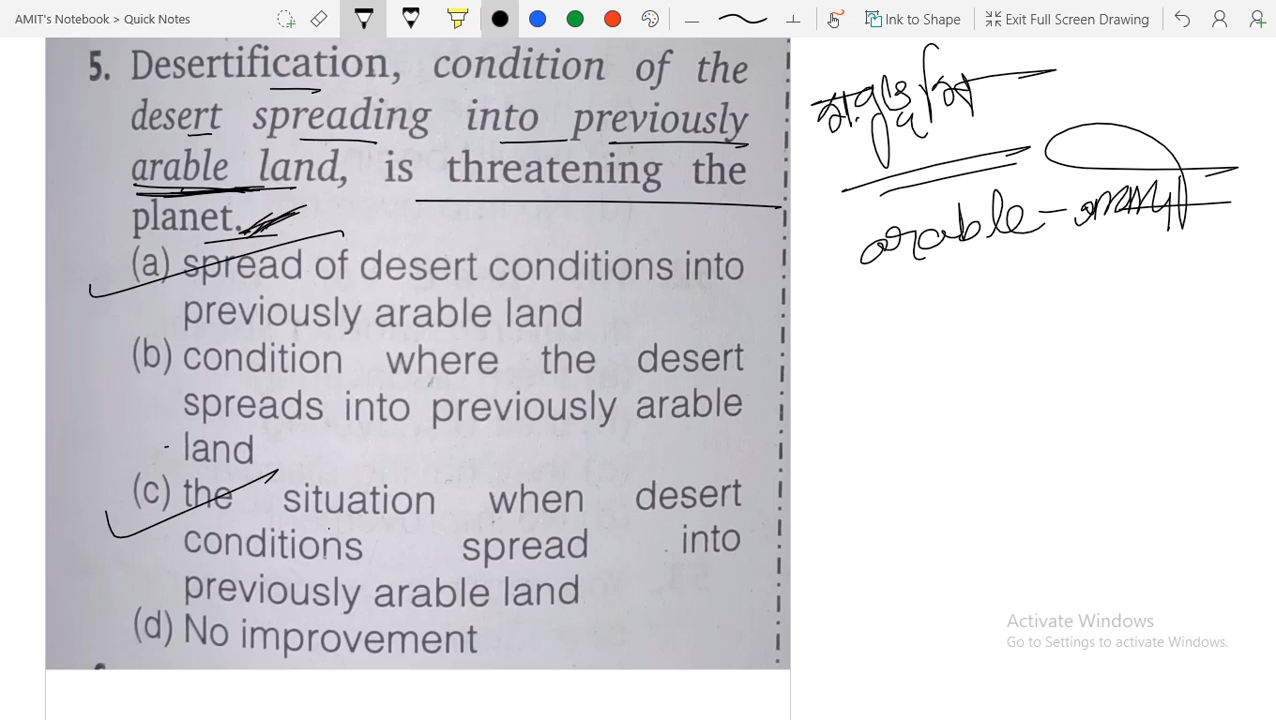 AMIT's Notebook > Quick Notes
Ink to Shape
Exit Full Screen Drawing
5. Desertification, condition of the
desert spreading into previously
arable land, is threatening the
planet.
(a) spread of desert conditions into
previously arable land
(b) condition where the desert
spreads into previously arable
land
(c) the situation when desert
conditions spread into
previously arable land
(d) No improvement
arable -
Activate Windows
Go to Settings to activate Windows.